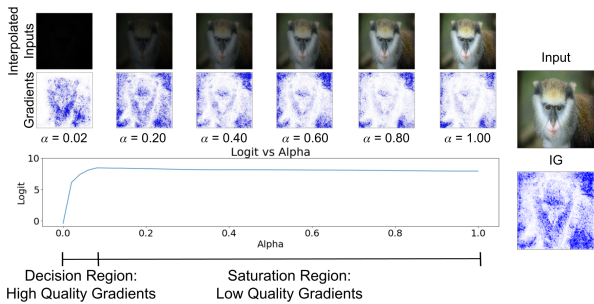 Interpolated
Inputs
Gradients
α = 0.02
α = 0.20
α = 0.40
α = 0.60
α = 0.80
α = 1.00
Input
IG
Logit vs Alpha
Logit
10
5
0
0.0
0.2
0.4
0.6
0.8
1.0
Alpha
Decision Region:
High Quality Gradients
Saturation Region:
Low Quality Gradients